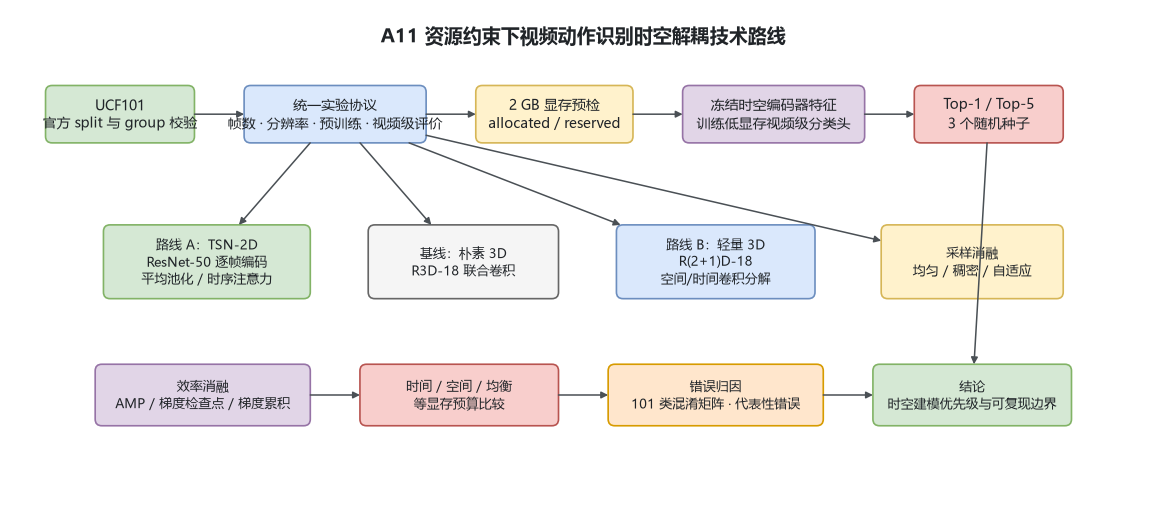 A11 资源约束下视频动作识别时空解耦技术路线
UCF101
官方 split 与 group 校验
统一实验协议
帧数 · 分辨率 · 预训练 · 视频级评价
2 GB 显存预检
allocated / reserved
冻结时空编码器特征
训练低显存视频级分类头
Top-1 / Top-5
3 个随机种子
路线 A：TSN-2D
ResNet-50 逐帧编码
平均池化 / 时序注意力
基线：朴素 3D
R3D-18 联合卷积
路线 B：轻量 3D
R(2+1)D-18
空间/时间卷积分解
采样消融
均匀 / 稠密 / 自适应
效率消融
AMP / 梯度检查点 / 梯度累积
时间 / 空间 / 均衡
等显存预算比较
错误归因
101 类混淆矩阵 · 代表性错误
结论
时空建模优先级与可复现边界